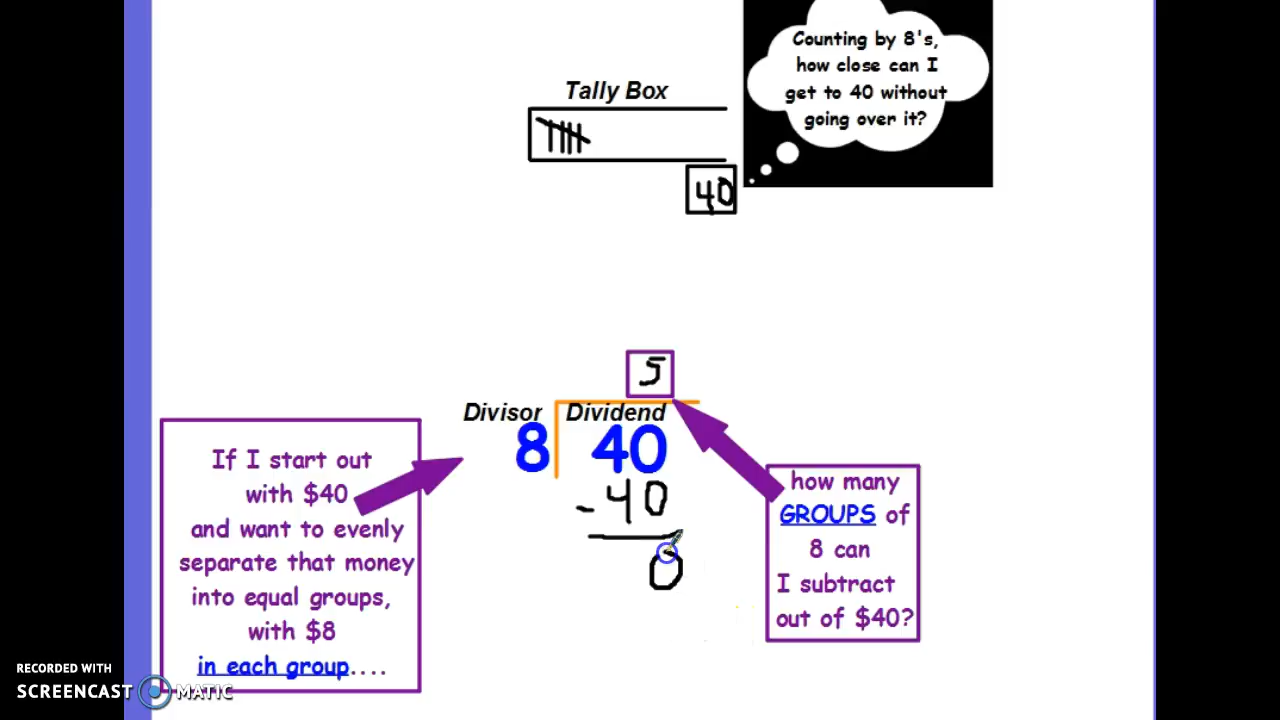 Counting by 8's,
how close can I
get to 40 without
going over it?
Tally Box
40
5
Divisor Dividend
8 40
- 40
0
If I start out
with $40
and want to evenly
separate that money
into equal groups,
with $8
in each group....
how many
GROUPS of
8 can
I subtract
out of $40?
RECORDED WITH
SCREENCAST MATIC